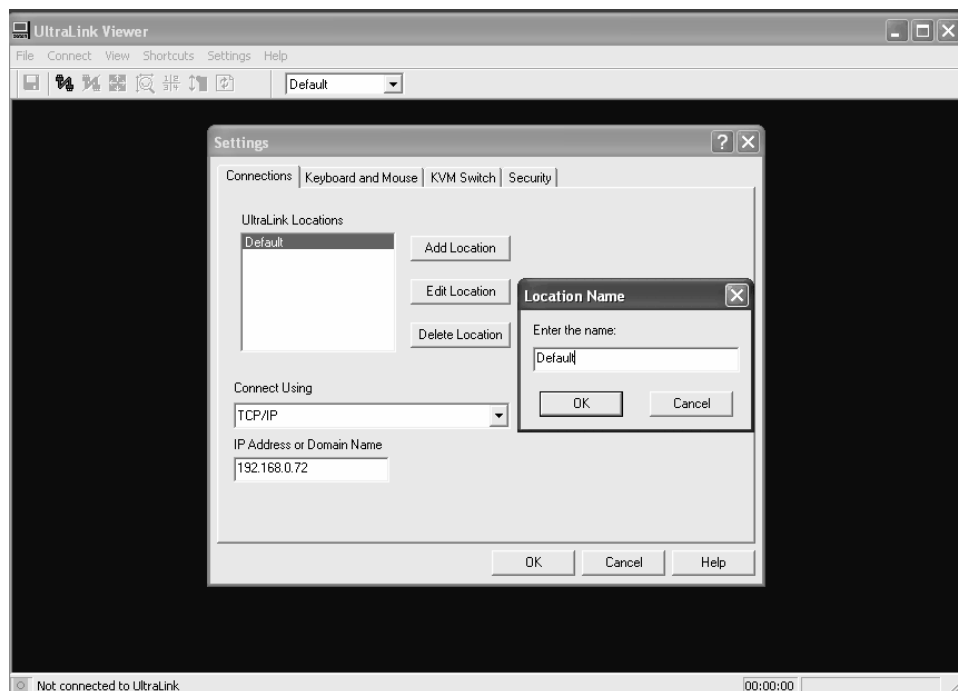 UltraLink Viewer
File Connect View Shortcuts Settings Help
Default
Settings
Connections Keyboard and Mouse KVM Switch Security
UltraLink Locations
Default
Add Location
Edit Location
Delete Location
Location Name
Enter the name:
Default
OK Cancel
Connect Using
TCP/IP
IP Address or Domain Name
192.168.0.72
OK Cancel Help
Not connected to UltraLink 00:00:00